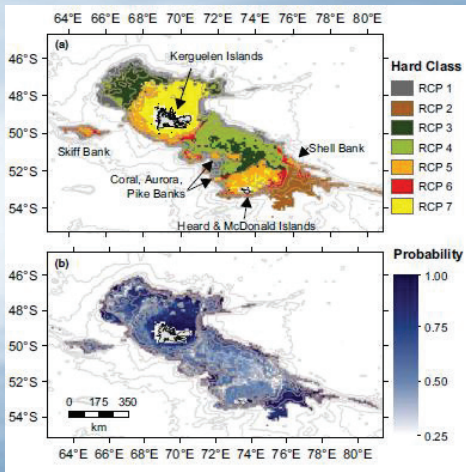 64°E 66°E 68°E 70°E 72°E 74°E 76°E 78°E 80°E
(a)
Kerguelen Islands
46°S
48°S
50°S
52°S
54°S
Skiff Bank
Shell Bank
Coral, Aurora,
Pike Banks
Heard & McDonald Islands
Hard Class
RCP 1
RCP 2
RCP 3
RCP 4
RCP 5
RCP 6
RCP 7
(b)
46°S
48°S
50°S
52°S
54°S
0 175 350
km
64°E 66°E 68°E 70°E 72°E 74°E 76°E 78°E 80°E
Probability
1.00
0.75
0.50
0.25